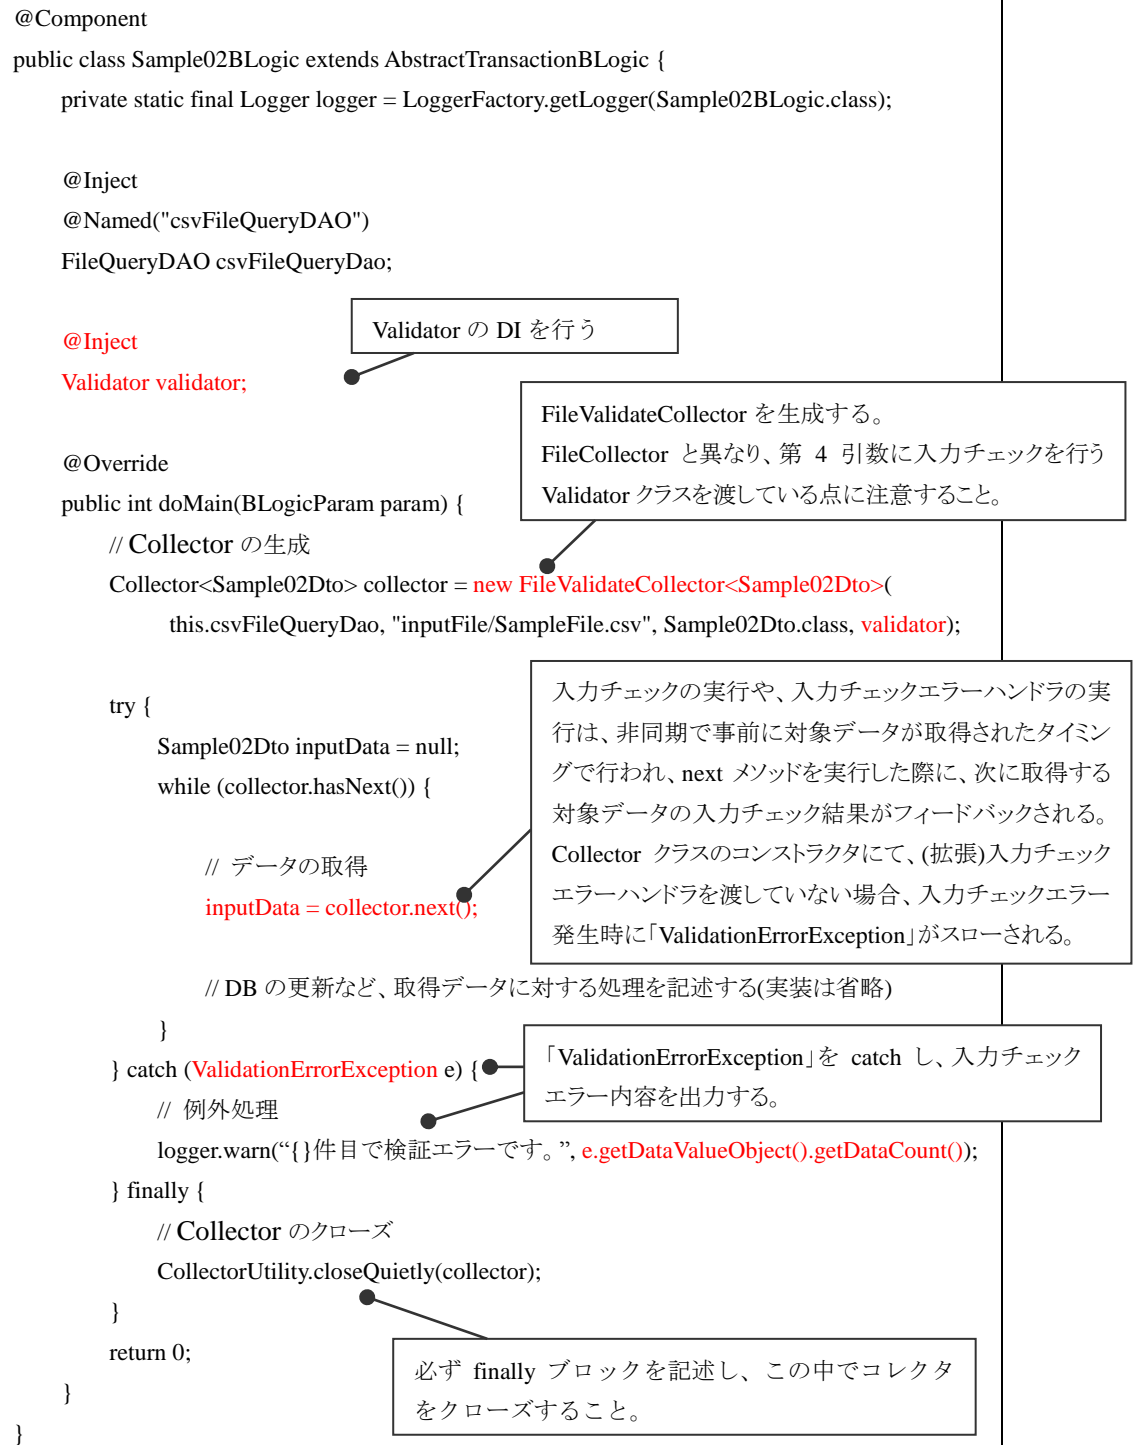 @Component
public class Sample02BLogic extends AbstractTransactionBLogic {
private static final Logger logger = LoggerFactory.getLogger(Sample02BLogic.class);
@Inject
@Named("csvFileQueryDAO")
FileQueryDAO csvFileQueryDao;
Validator の DI を行う
@Inject
Validator validator;
FileValidateCollector を生成する。
FileCollector と異なり、第 4 引数に入力チェックを行う
Validator クラスを渡している点に注意すること。
@Override
public int doMain(BLogicParam param) {
// Collector の生成
Collector<Sample02Dto> collector = new FileValidateCollector<Sample02Dto>(
this.csvFileQueryDao, "inputFile/SampleFile.csv", Sample02Dto.class, validator);
入力チェックの実行や、入力チェックエラーハンドラの実
行は、非同期で事前に対象データが取得されたタイミン
グで行われ、next メソッドを実行した際に、次に取得する
対象データの入力チェック結果がフィードバックされる。
Collector クラスのコンストラクタにて、(拡張)入力チェック
エラーハンドラを渡していない場合、入力チェックエラー
発生時に「ValidationErrorException」がスローされる。
try {
Sample02Dto inputData = null;
while (collector.hasNext()) {
// データの取得
inputData = collector.next();
// DB の更新など、取得データに対する処理を記述する(実装は省略)
}
「ValidationErrorException」を catch し、入力チェック
エラー内容を出力する。
} catch (ValidationErrorException e) {
// 例外処理
logger.warn(“{}件目で検証エラーです。”, e.getDataValueObject().getDataCount());
} finally {
// Collector のクローズ
CollectorUtility.closeQuietly(collector);
}
return 0;
必ず finally ブロックを記述し、この中でコレクタ
をクローズすること。
}
}